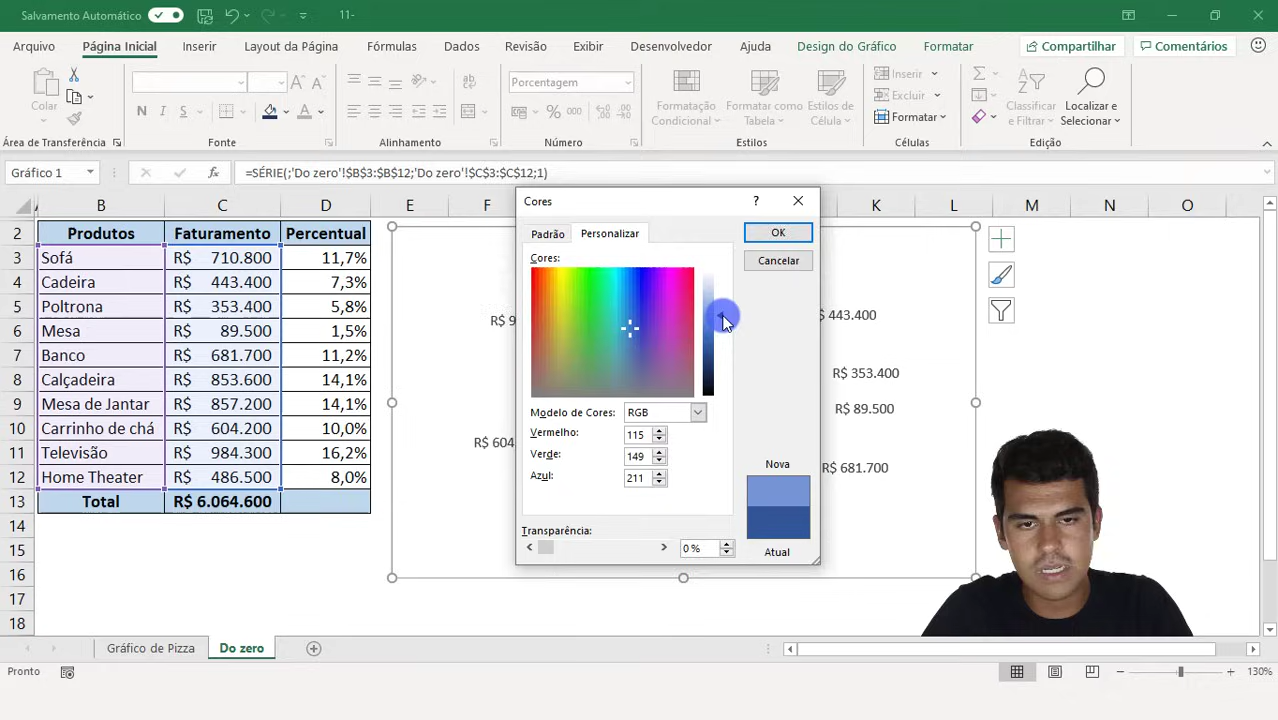 Salvamento Automático
11-
Arquivo Página Inicial Inserir Layout da Página Fórmulas Dados Revisão Exibir Desenvolvedor Ajuda Design do Gráfico Formatar Compartilhar Comentários
Colar
N I S
Porcentagem
% 000
Formatação Condicional
Formatar como Tabela
Estilos de Célula
Inserir
Excluir
Formatar
Classificar e Filtrar
Localizar e Selecionar
Área de Transferência Fonte Alinhamento Número Estilos Células Edição
Gráfico 1 fx =SÉRIE(;'Do zero'!$B$3:$B$12;'Do zero'!$C$3:$C$12;1)
B C D E F K L M N O
2 Produtos Faturamento Percentual
3 Sofá R$ 710.800 11,7%
4 Cadeira R$ 443.400 7,3%
5 Poltrona R$ 353.400 5,8%
6 Mesa R$ 89.500 1,5%
7 Banco R$ 681.700 11,2%
8 Calçadeira R$ 853.600 14,1%
9 Mesa de Jantar R$ 857.200 14,1%
10 Carrinho de chá R$ 604.200 10,0%
11 Televisão R$ 984.300 16,2%
12 Home Theater R$ 486.500 8,0%
13 Total R$ 6.064.600
14
15
16
17
18
R$ 9
R$ 604
$ 443.400
R$ 353.400
R$ 89.500
R$ 681.700
Cores ?
Padrão Personalizar
OK
Cancelar
Cores:
Modelo de Cores: RGB
Vermelho: 115
Verde: 149
Azul: 211
Transparência:
0 %
Nova
Atual
Gráfico de Pizza Do zero
Pronto
130%